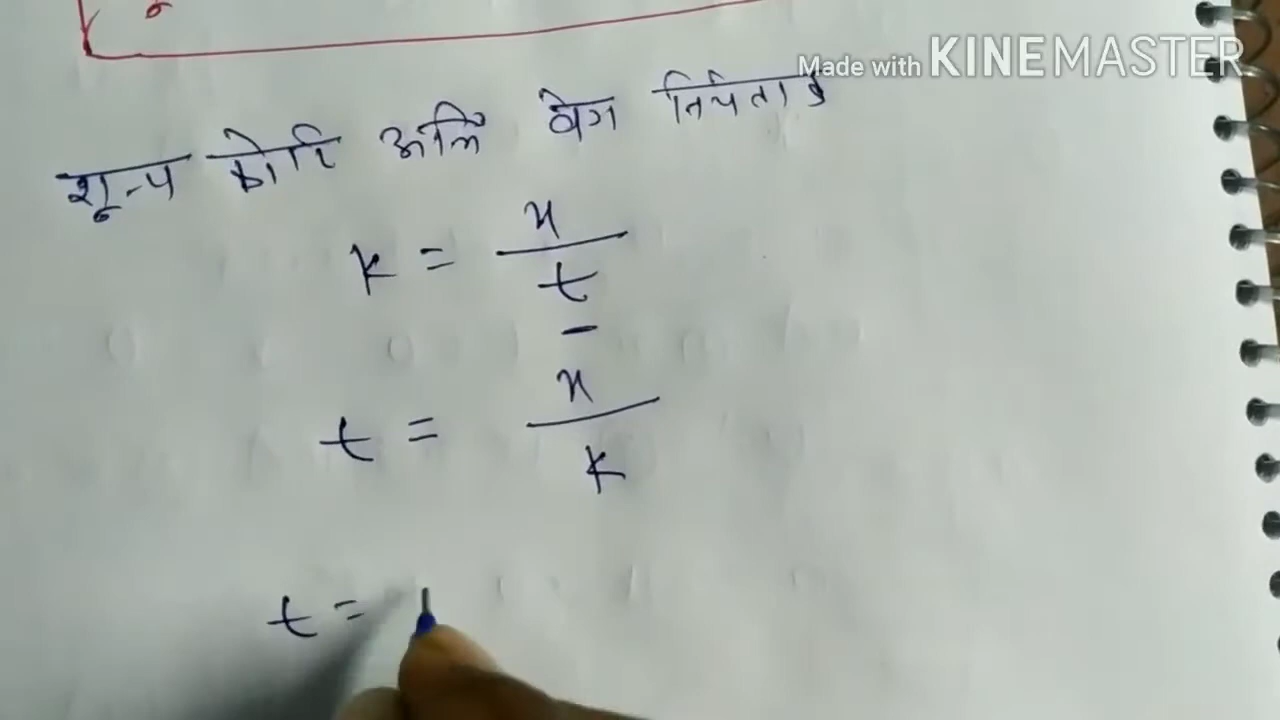 Made with KINEMASTER
शून्य कोटि अभि वेग नियतांक
k = x / t
t = x / k
t =